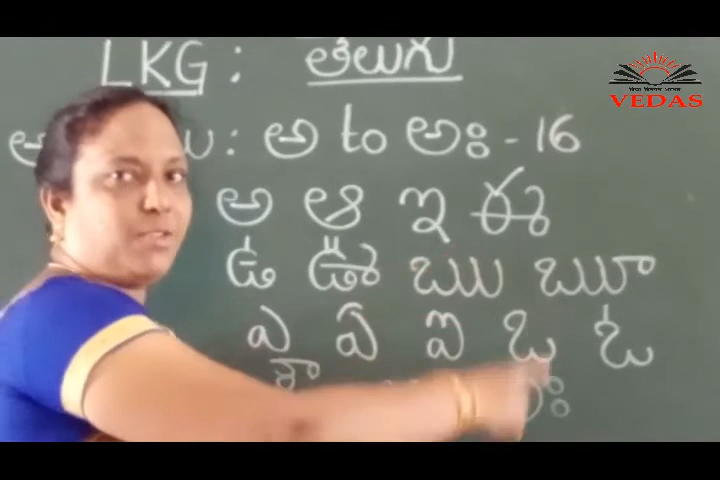 LKG : తెలుగు
: అ to అః - 16
అ ఆ ఇ ఈ
ఉ ఊ ఋ ౠ
ఎ ఏ ఐ ఒ ఓ
VEDAS